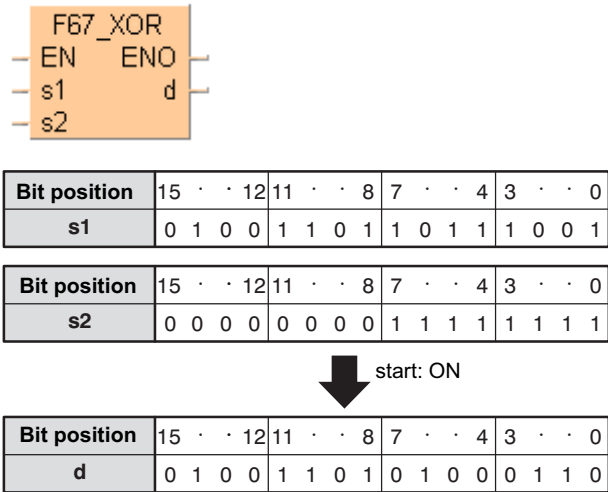 F67_XOR
EN ENO
s1 d
s2
Bit position 15 · · 12 11 · · 8 7 · · 4 3 · · 0
s1 0 1 0 0 1 1 0 1 1 0 1 1 1 0 0 1
Bit position 15 · · 12 11 · · 8 7 · · 4 3 · · 0
s2 0 0 0 0 0 0 0 0 1 1 1 1 1 1 1 1
start: ON
Bit position 15 · · 12 11 · · 8 7 · · 4 3 · · 0
d 0 1 0 0 1 1 0 1 0 1 0 0 0 1 1 0